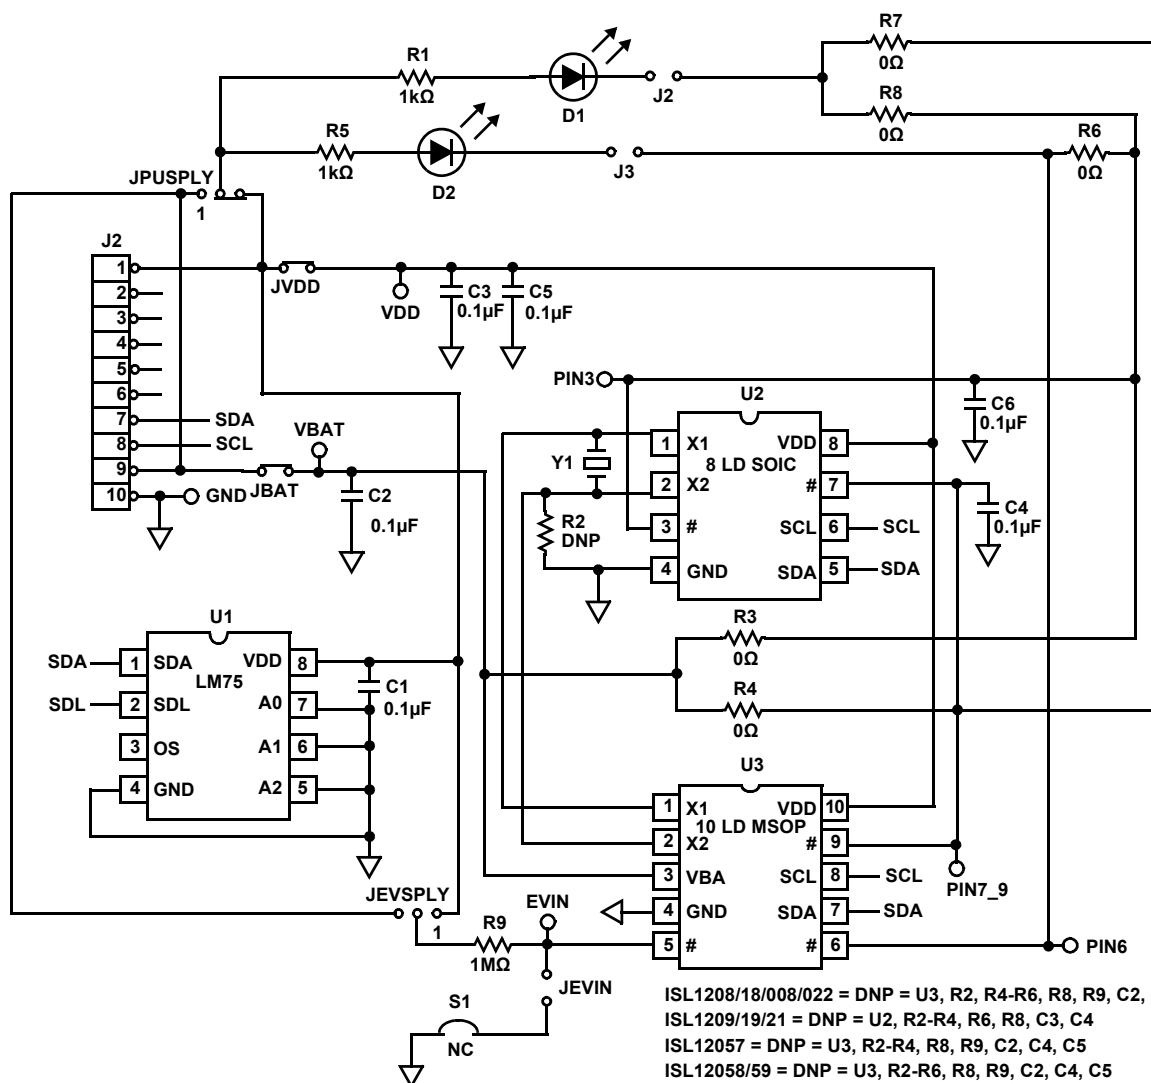 R7
0Ω
R1
1kΩ
D1
J2
R8
0Ω
R5
1kΩ
D2
J3
R6
0Ω
JPUSPLY
1
J2
1
2
3
4
5
6
7 SDA
8 SCL
9
10 GND
JVDD
VDD
C3
0.1µF
C5
0.1µF
VBAT
JBAT
C2
0.1µF
PIN3
U2
C6
0.1µF
Y1
R2
DNP
1 X1 VDD 8
8 LD SOIC
2 X2 # 7
3 # SCL 6 SCL
4 GND SDA 5 SDA
C4
0.1µF
U1
SDA 1 SDA VDD 8
LM75
SDL 2 SDL A0 7
3 OS A1 6
4 GND A2 5
C1
0.1µF
R3
0Ω
R4
0Ω
U3
1 X1 VDD 10
10 LD MSOP
2 X2 # 9
3 VBA SCL 8 SCL
4 GND SDA 7 SDA
5 # # 6
PIN7_9
PIN6
JEVSPLY
1
R9
1MΩ
EVIN
JEVIN
S1
NC
ISL1208/18/008/022 = DNP = U3, R2, R4-R6, R8, R9, C2,
ISL1209/19/21 = DNP = U2, R2-R4, R6, R8, C3, C4
ISL12057 = DNP = U3, R2-R4, R8, R9, C2, C4, C5
ISL12058/59 = DNP = U3, R2-R6, R8, R9, C2, C4, C5